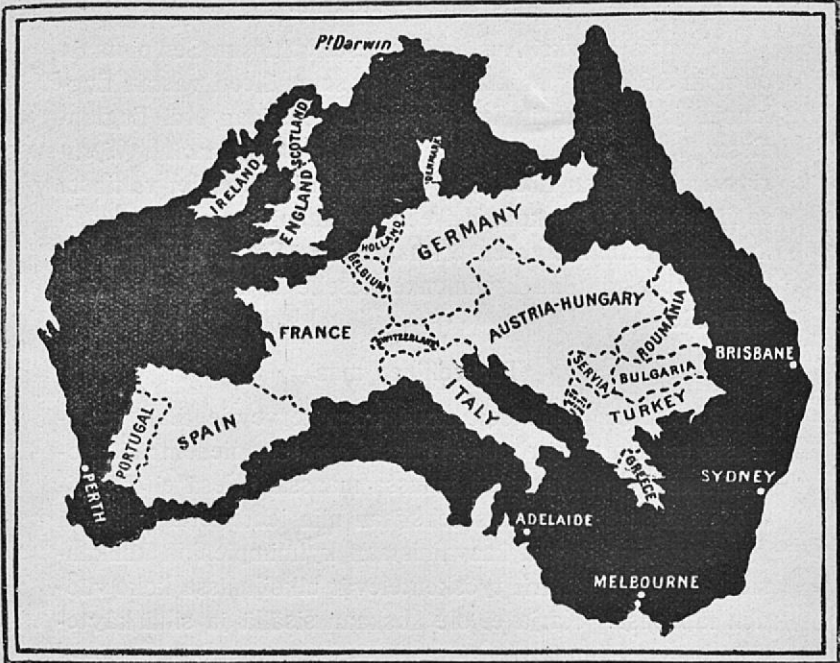 Pt Darwin
SCOTLAND
IRELAND
ENGLAND
DENMARK
HOLLAND
BELGIUM
GERMANY
FRANCE
SWITZERLAND
AUSTRIA-HUNGARY
ROUMANIA
SERVIA
BULGARIA
TURKEY
GREECE
ITALY
SPAIN
PORTUGAL
BRISBANE
PERTH
SYDNEY
ADELAIDE
MELBOURNE